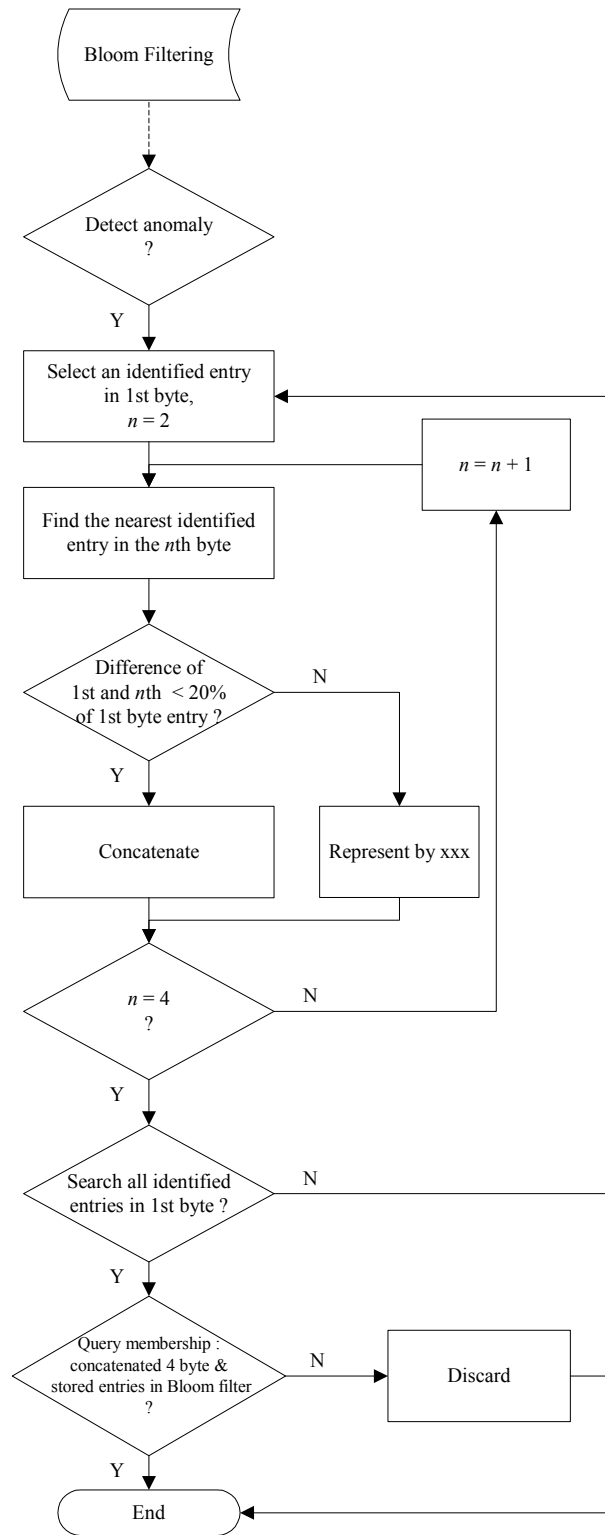 Bloom Filtering
Detect anomaly
?
Y
Select an identified entry
in 1st byte,
n = 2
n = n + 1
Find the nearest identified
entry in the nth byte
Difference of
1st and nth < 20%
of 1st byte entry ?
N
Y
Concatenate
Represent by xxx
n = 4
?
N
Y
Search all identified
entries in 1st byte ?
N
Y
Query membership :
concatenated 4 byte &
stored entries in Bloom filter
?
N
Discard
Y
End